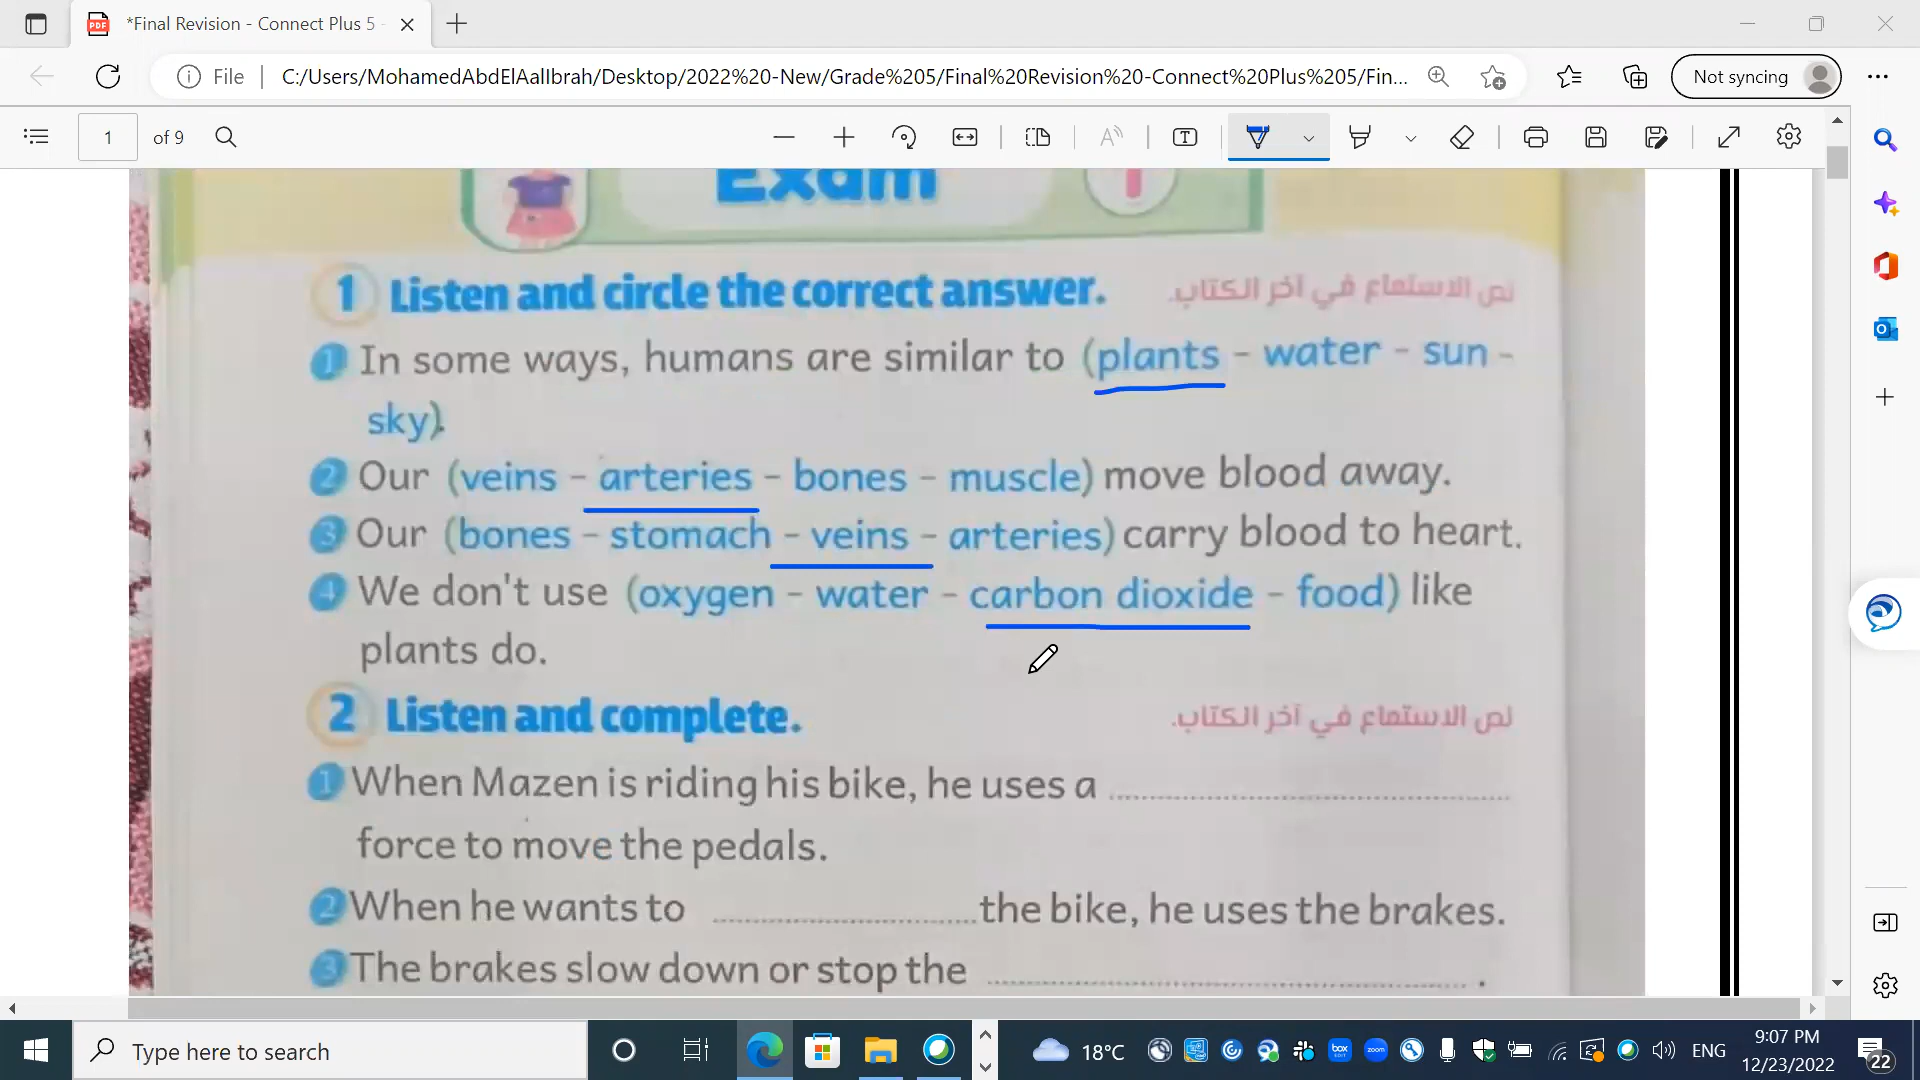 *Final Revision - Connect Plus 5 -
File
C:/Users/MohamedAbdElAalIbrah/Desktop/2022%20-New/Grade%205/Final%20Revision%20-Connect%20Plus%205/Fin...
Not syncing
1 of 9
Exam 1
1 Listen and circle the correct answer. نص الاستماع في آخر الكتاب.
1 In some ways, humans are similar to (plants - water - sun -
sky).
2 Our (veins - arteries - bones - muscle) move blood away.
3 Our (bones - stomach - veins - arteries) carry blood to heart.
4 We don't use (oxygen - water - carbon dioxide - food) like
plants do.
2 Listen and complete. نص الاستماع في آخر الكتاب.
1 When Mazen is riding his bike, he uses a ........................
force to move the pedals.
2 When he wants to ........................ the bike, he uses the brakes.
3 The brakes slow down or stop the ........................ .
Type here to search
18°C
ENG
9:07 PM
12/23/2022
22